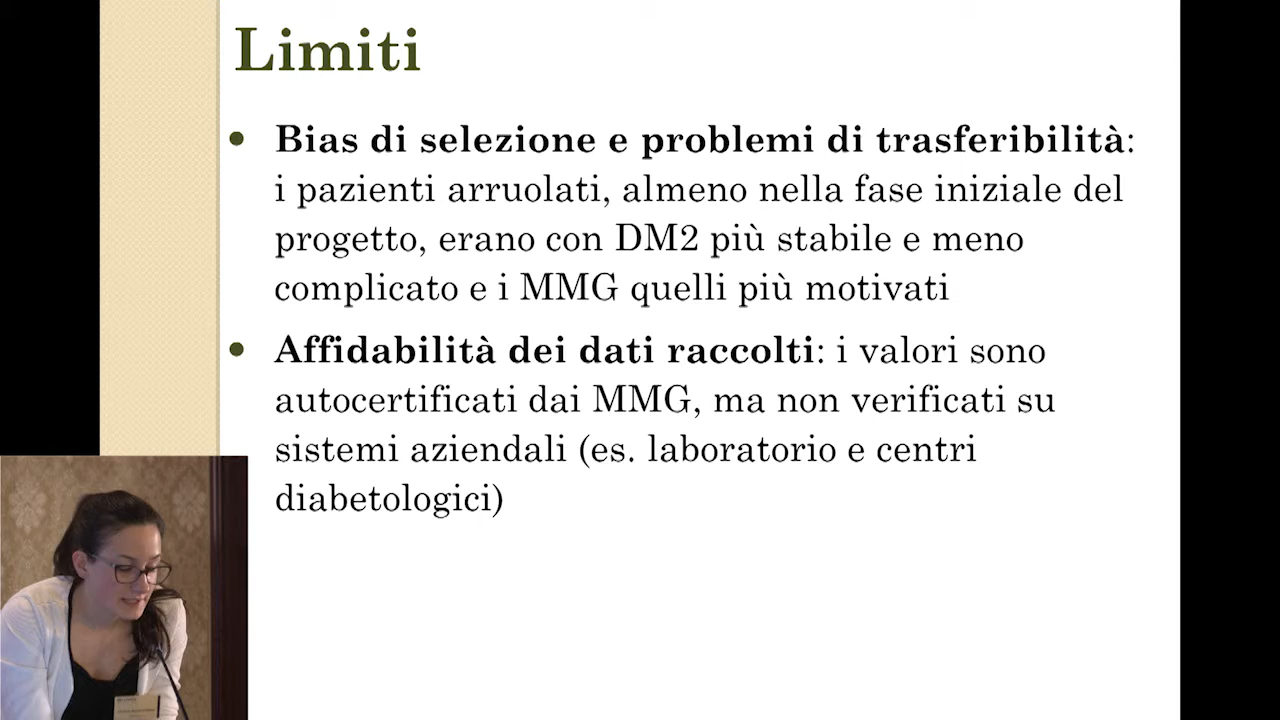 Limiti
• Bias di selezione e problemi di trasferibilità:
i pazienti arruolati, almeno nella fase iniziale del
progetto, erano con DM2 più stabile e meno
complicato e i MMG quelli più motivati
• Affidabilità dei dati raccolti: i valori sono
autocertificati dai MMG, ma non verificati su
sistemi aziendali (es. laboratorio e centri
diabetologici)